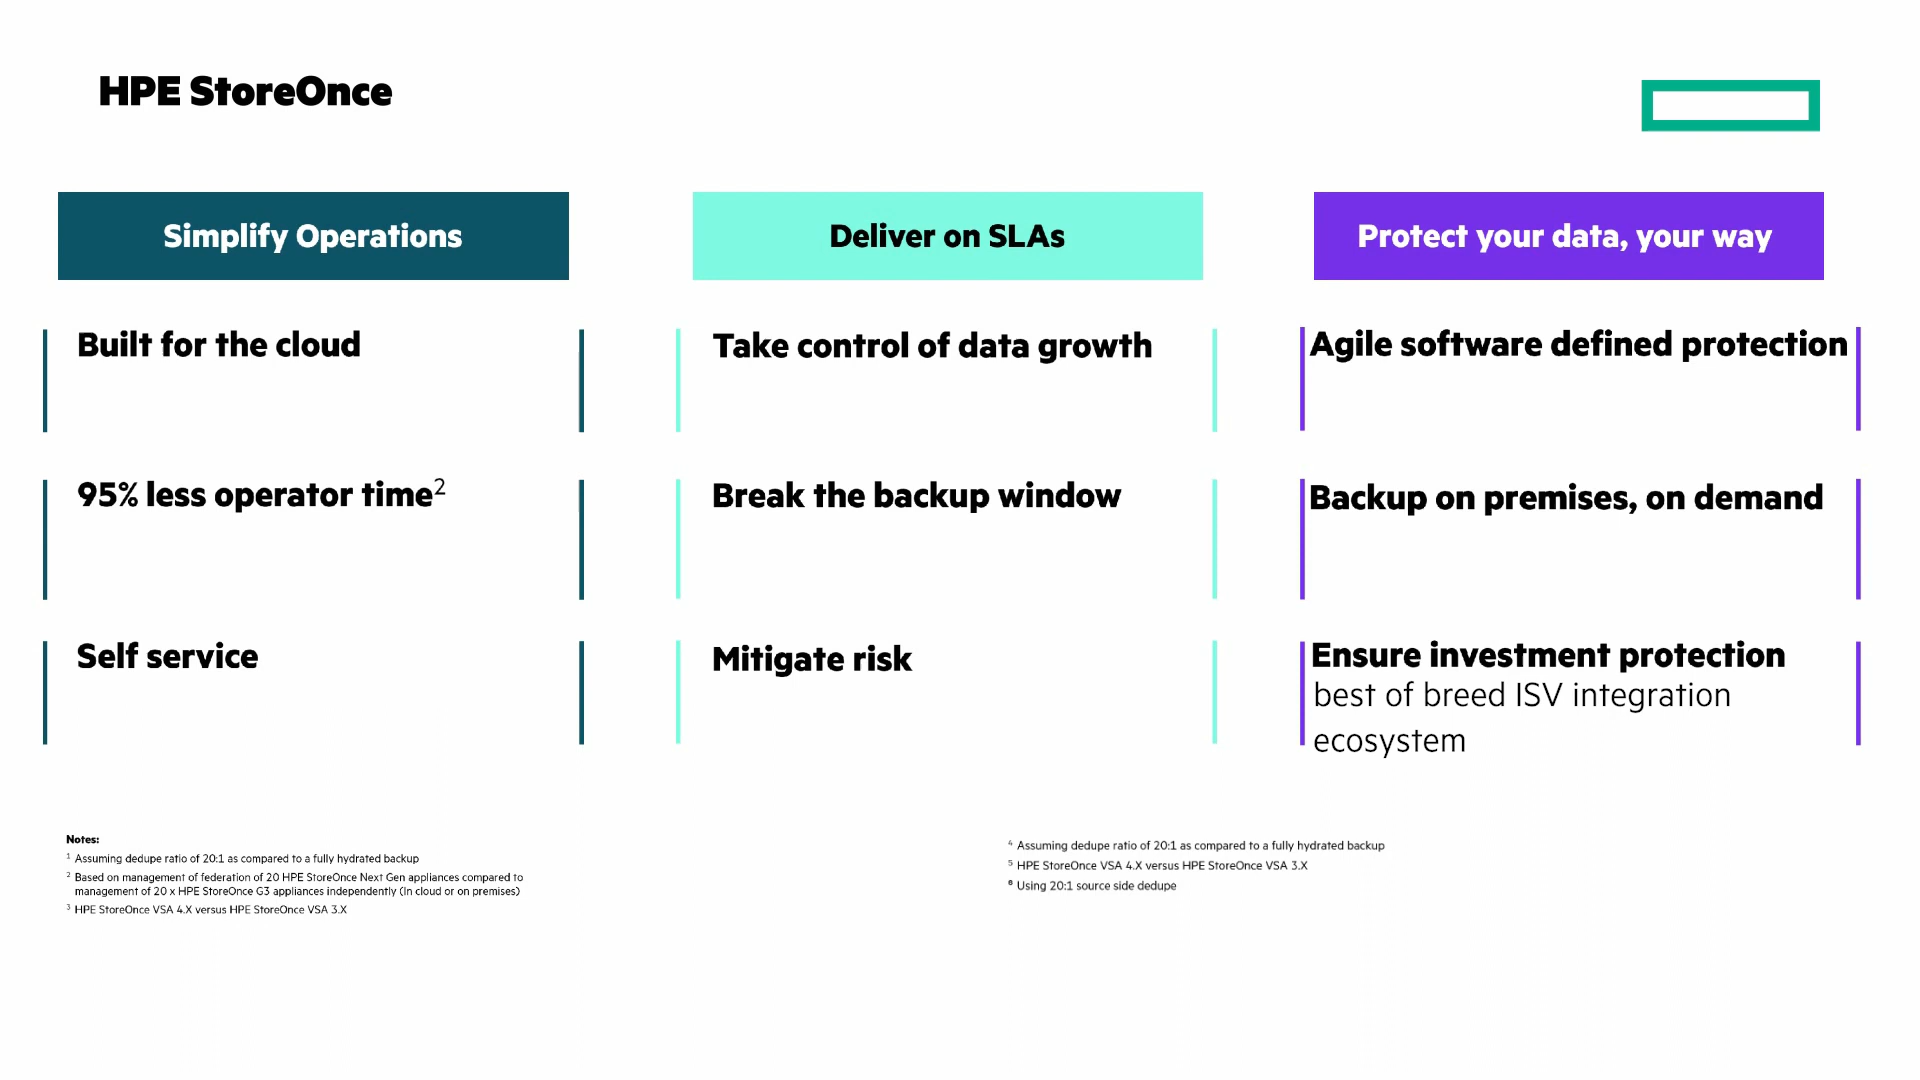 HPE StoreOnce
Simplify Operations
Built for the cloud
95% less operator time²
Self service
Deliver on SLAs
Take control of data growth
Break the backup window
Mitigate risk
Protect your data, your way
Agile software defined protection
Backup on premises, on demand
Ensure investment protection
best of breed ISV integration
ecosystem
Notes:
¹ Assuming dedupe ratio of 20:1 as compared to a fully hydrated backup
² Based on management of federation of 20 HPE StoreOnce Next Gen appliances compared to
management of 20 x HPE StoreOnce G3 appliances independently (In cloud or on premises)
³ HPE StoreOnce VSA 4.X versus HPE StoreOnce VSA 3.X
⁴ Assuming dedupe ratio of 20:1 as compared to a fully hydrated backup
⁵ HPE StoreOnce VSA 4.X versus HPE StoreOnce VSA 3.X
⁶ Using 20:1 source side dedupe